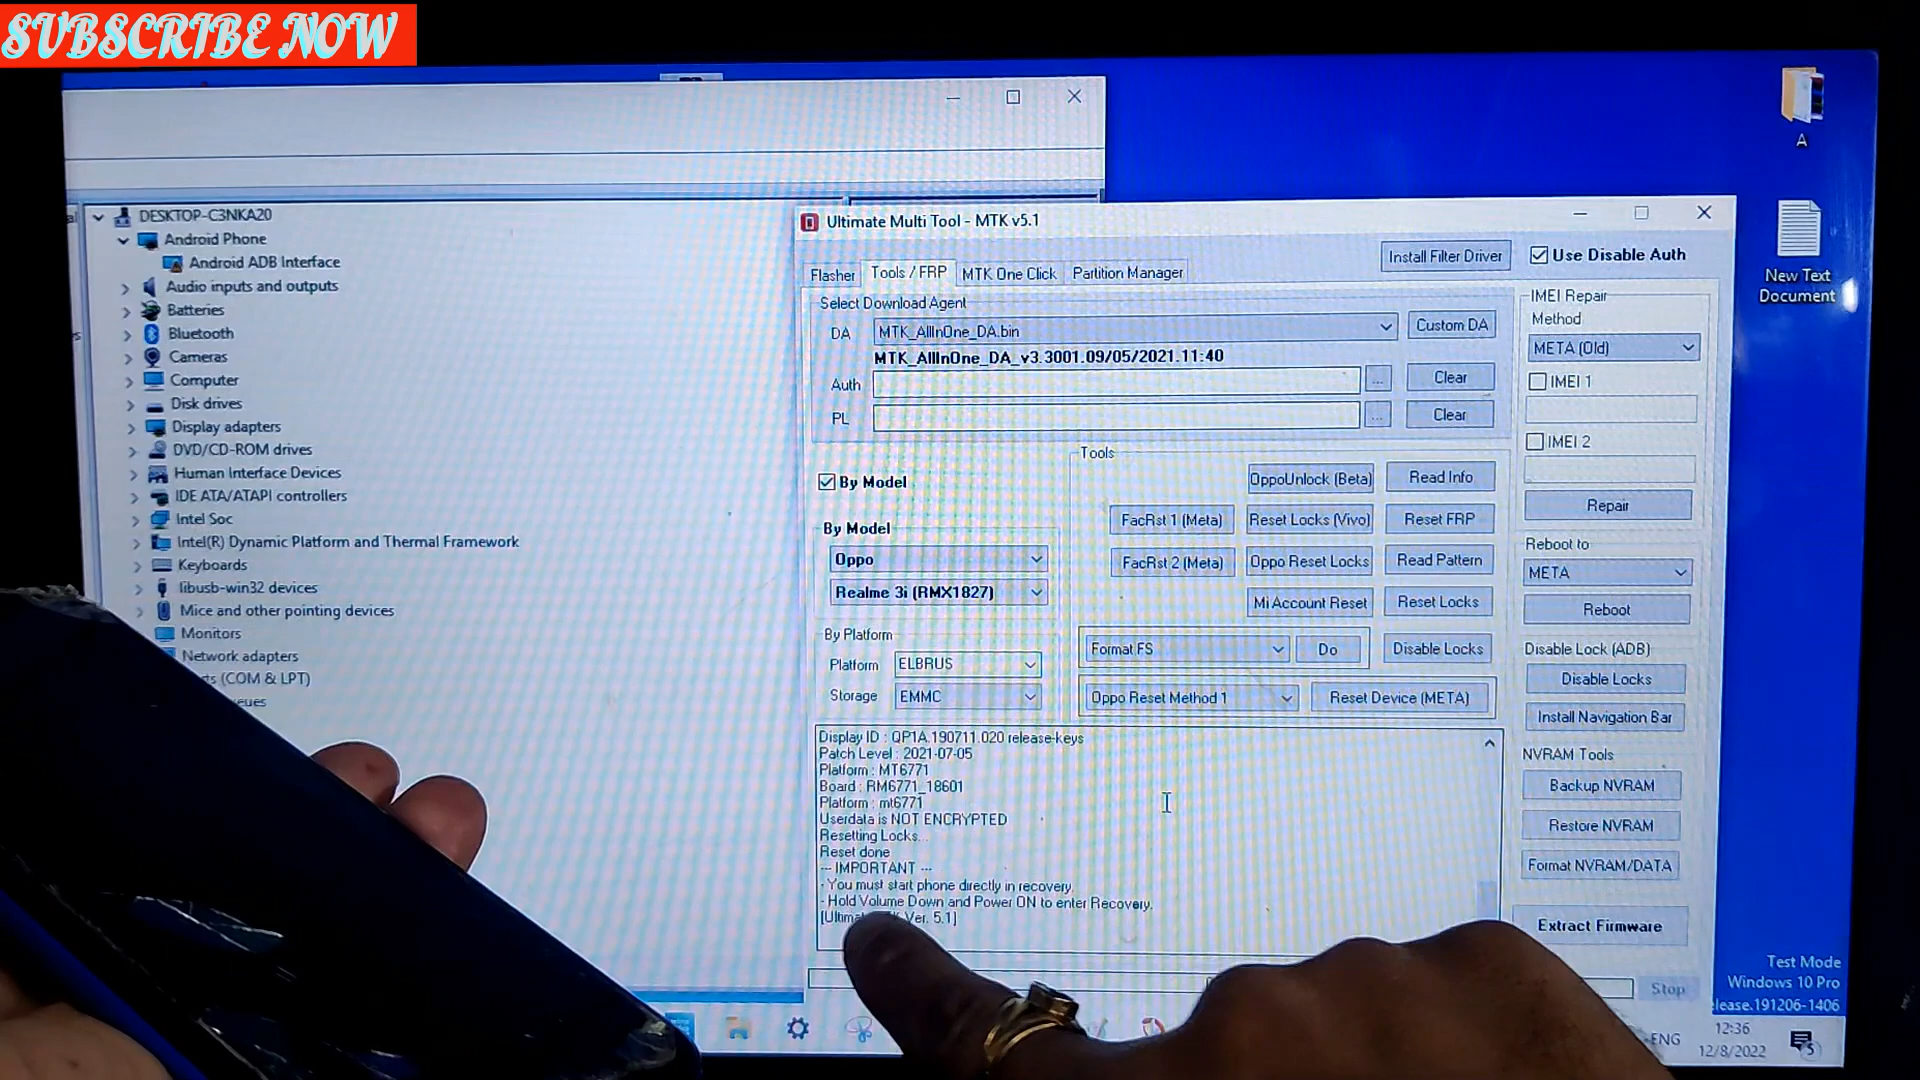 SUBSCRIBE NOW
A
New Text
Document
DESKTOP-C3NKA20
Android Phone
Android ADB Interface
Audio inputs and outputs
Batteries
Bluetooth
Cameras
Computer
Disk drives
Display adapters
DVD/CD-ROM drives
Human Interface Devices
IDE ATA/ATAPI controllers
Intel Soc
Intel(R) Dynamic Platform and Thermal Framework
Keyboards
libusb-win32 devices
Mice and other pointing devices
Monitors
Network adapters
(COM & LPT)
Ultimate Multi Tool - MTK v5.1
Flasher
Tools / FRP
MTK One Click
Partition Manager
Install Filter Driver
Use Disable Auth
Select Download Agent
DA
MTK_AllInOne_DA.bin
Custom DA
MTK_AllInOne_DA_v3.3001.09/05/2021.11:40
Auth
...
Clear
PL
...
Clear
By Model
By Model
Oppo
Realme 3i (RMX1827)
By Platform
Platform
ELBRUS
Storage
EMMC
Tools
OppoUnlock (Beta)
Read Info
FacRst 1 (Meta)
Reset Locks (Vivo)
Reset FRP
FacRst 2 (Meta)
Oppo Reset Locks
Read Pattern
Mi Account Reset
Reset Locks
Format FS
Do
Disable Locks
Oppo Reset Method 1
Reset Device (META)
IMEI Repair
Method
META (Old)
IMEI 1
IMEI 2
Repair
Reboot to
META
Reboot
Disable Lock (ADB)
Disable Locks
Install Navigation Bar
NVRAM Tools
Backup NVRAM
Restore NVRAM
Format NVRAM/DATA
Extract Firmware
Stop
Display ID : QP1A.190711.020 release-keys
Patch Level : 2021-07-05
Platform : MT6771
Board : RM6771_18601
Platform : mt6771
Userdata is NOT ENCRYPTED
Resetting Locks...
Reset done
--- IMPORTANT ---
- You must start phone directly in recovery.
- Hold Volume Down and Power ON to enter Recovery.
Ver. 5.1]
Test Mode
Windows 10 Pro
191206-1406
ENG
12:36
12/8/2022
5